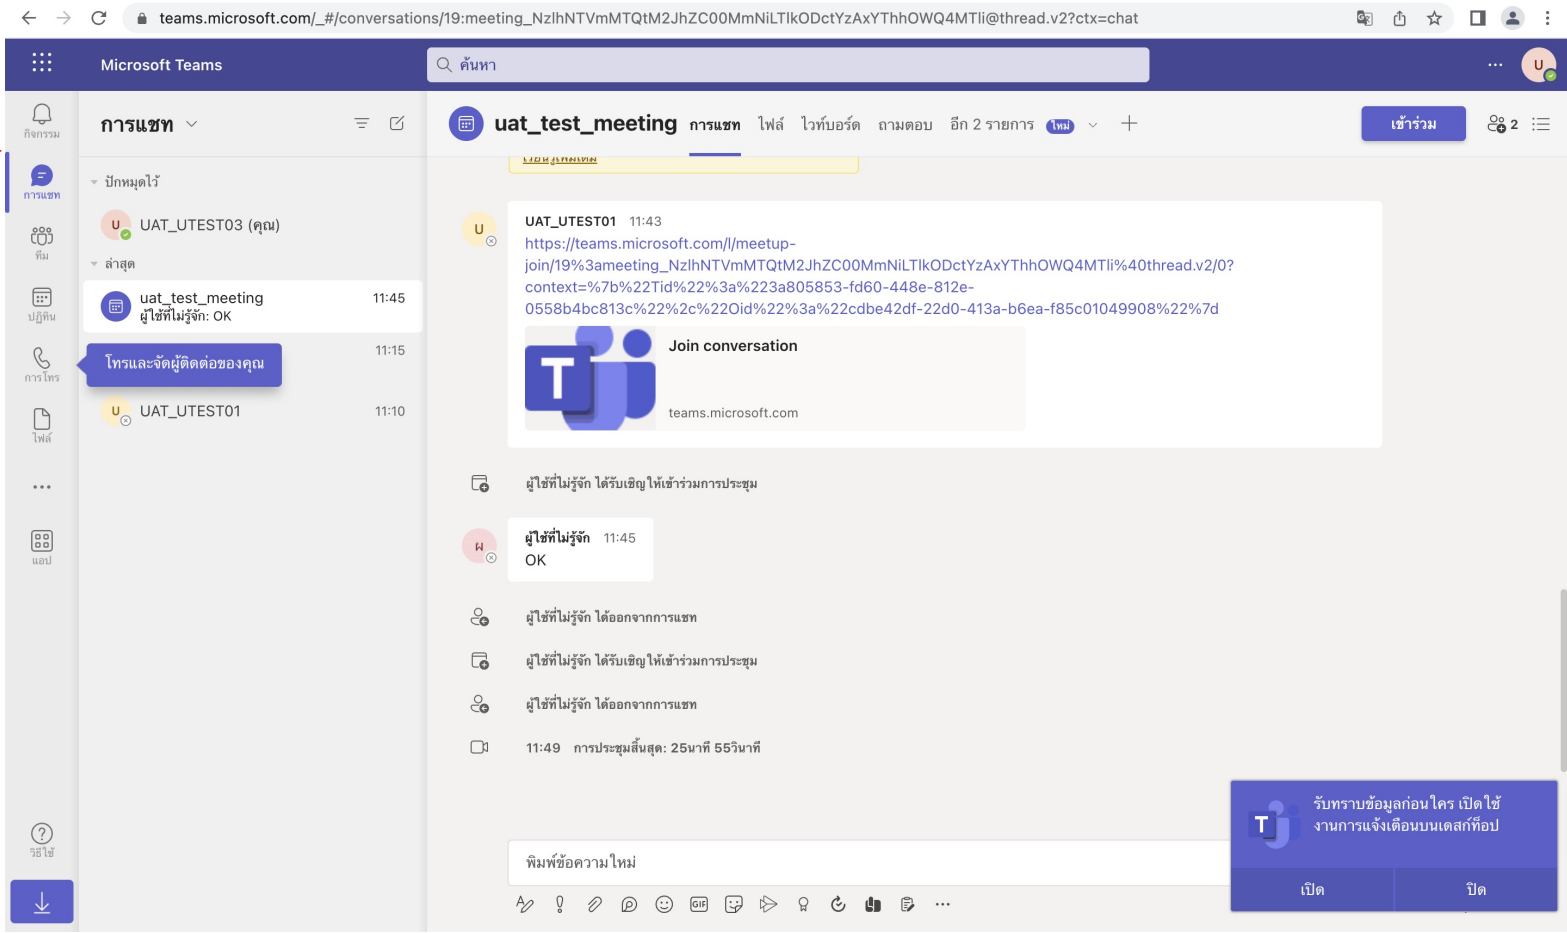 teams.microsoft.com/_#/conversations/19:meeting_NzlhNTVmMTQtM2JhZC00MmNiLTlkODctYzAxYThhOWQ4MTli@thread.v2?ctx=chat
Microsoft Teams
ค้นหา
U
กิจกรรม
การแชท
ทีม
ปฏิทิน
การโทร
ไฟล์
แอป
วิธีใช้
การแชท
ปักหมุดไว้
U UAT_UTEST03 (คุณ)
ล่าสุด
uat_test_meeting 11:45
ผู้ใช้ที่ไม่รู้จัก: OK
โทรและจัดผู้ติดต่อของคุณ 11:15
U UAT_UTEST01 11:10
uat_test_meeting การแชท ไฟล์ ไวท์บอร์ด ถามตอบ อีก 2 รายการ ใหม่
เข้าร่วม 2
เรียนรู้เพิ่มเติม
U UAT_UTEST01 11:43
https://teams.microsoft.com/l/meetup-
join/19%3ameeting_NzlhNTVmMTQtM2JhZC00MmNiLTlkODctYzAxYThhOWQ4MTli%40thread.v2/0?
context=%7b%22Tid%22%3a%223a805853-fd60-448e-812e-
0558b4bc813c%22%2c%22Oid%22%3a%22cdbe42df-22d0-413a-b6ea-f85c01049908%22%7d
T
Join conversation
teams.microsoft.com
ผู้ใช้ที่ไม่รู้จัก ได้รับเชิญให้เข้าร่วมการประชุม
ผ ผู้ใช้ที่ไม่รู้จัก 11:45
OK
ผู้ใช้ที่ไม่รู้จัก ได้ออกจากการแชท
ผู้ใช้ที่ไม่รู้จัก ได้รับเชิญให้เข้าร่วมการประชุม
ผู้ใช้ที่ไม่รู้จัก ได้ออกจากการแชท
11:49 การประชุมสิ้นสุด: 25นาที 55วินาที
พิมพ์ข้อความใหม่
GIF
T
รับทราบข้อมูลก่อนใคร เปิดใช้
งานการแจ้งเตือนบนเดสก์ท็อป
เปิด ปิด